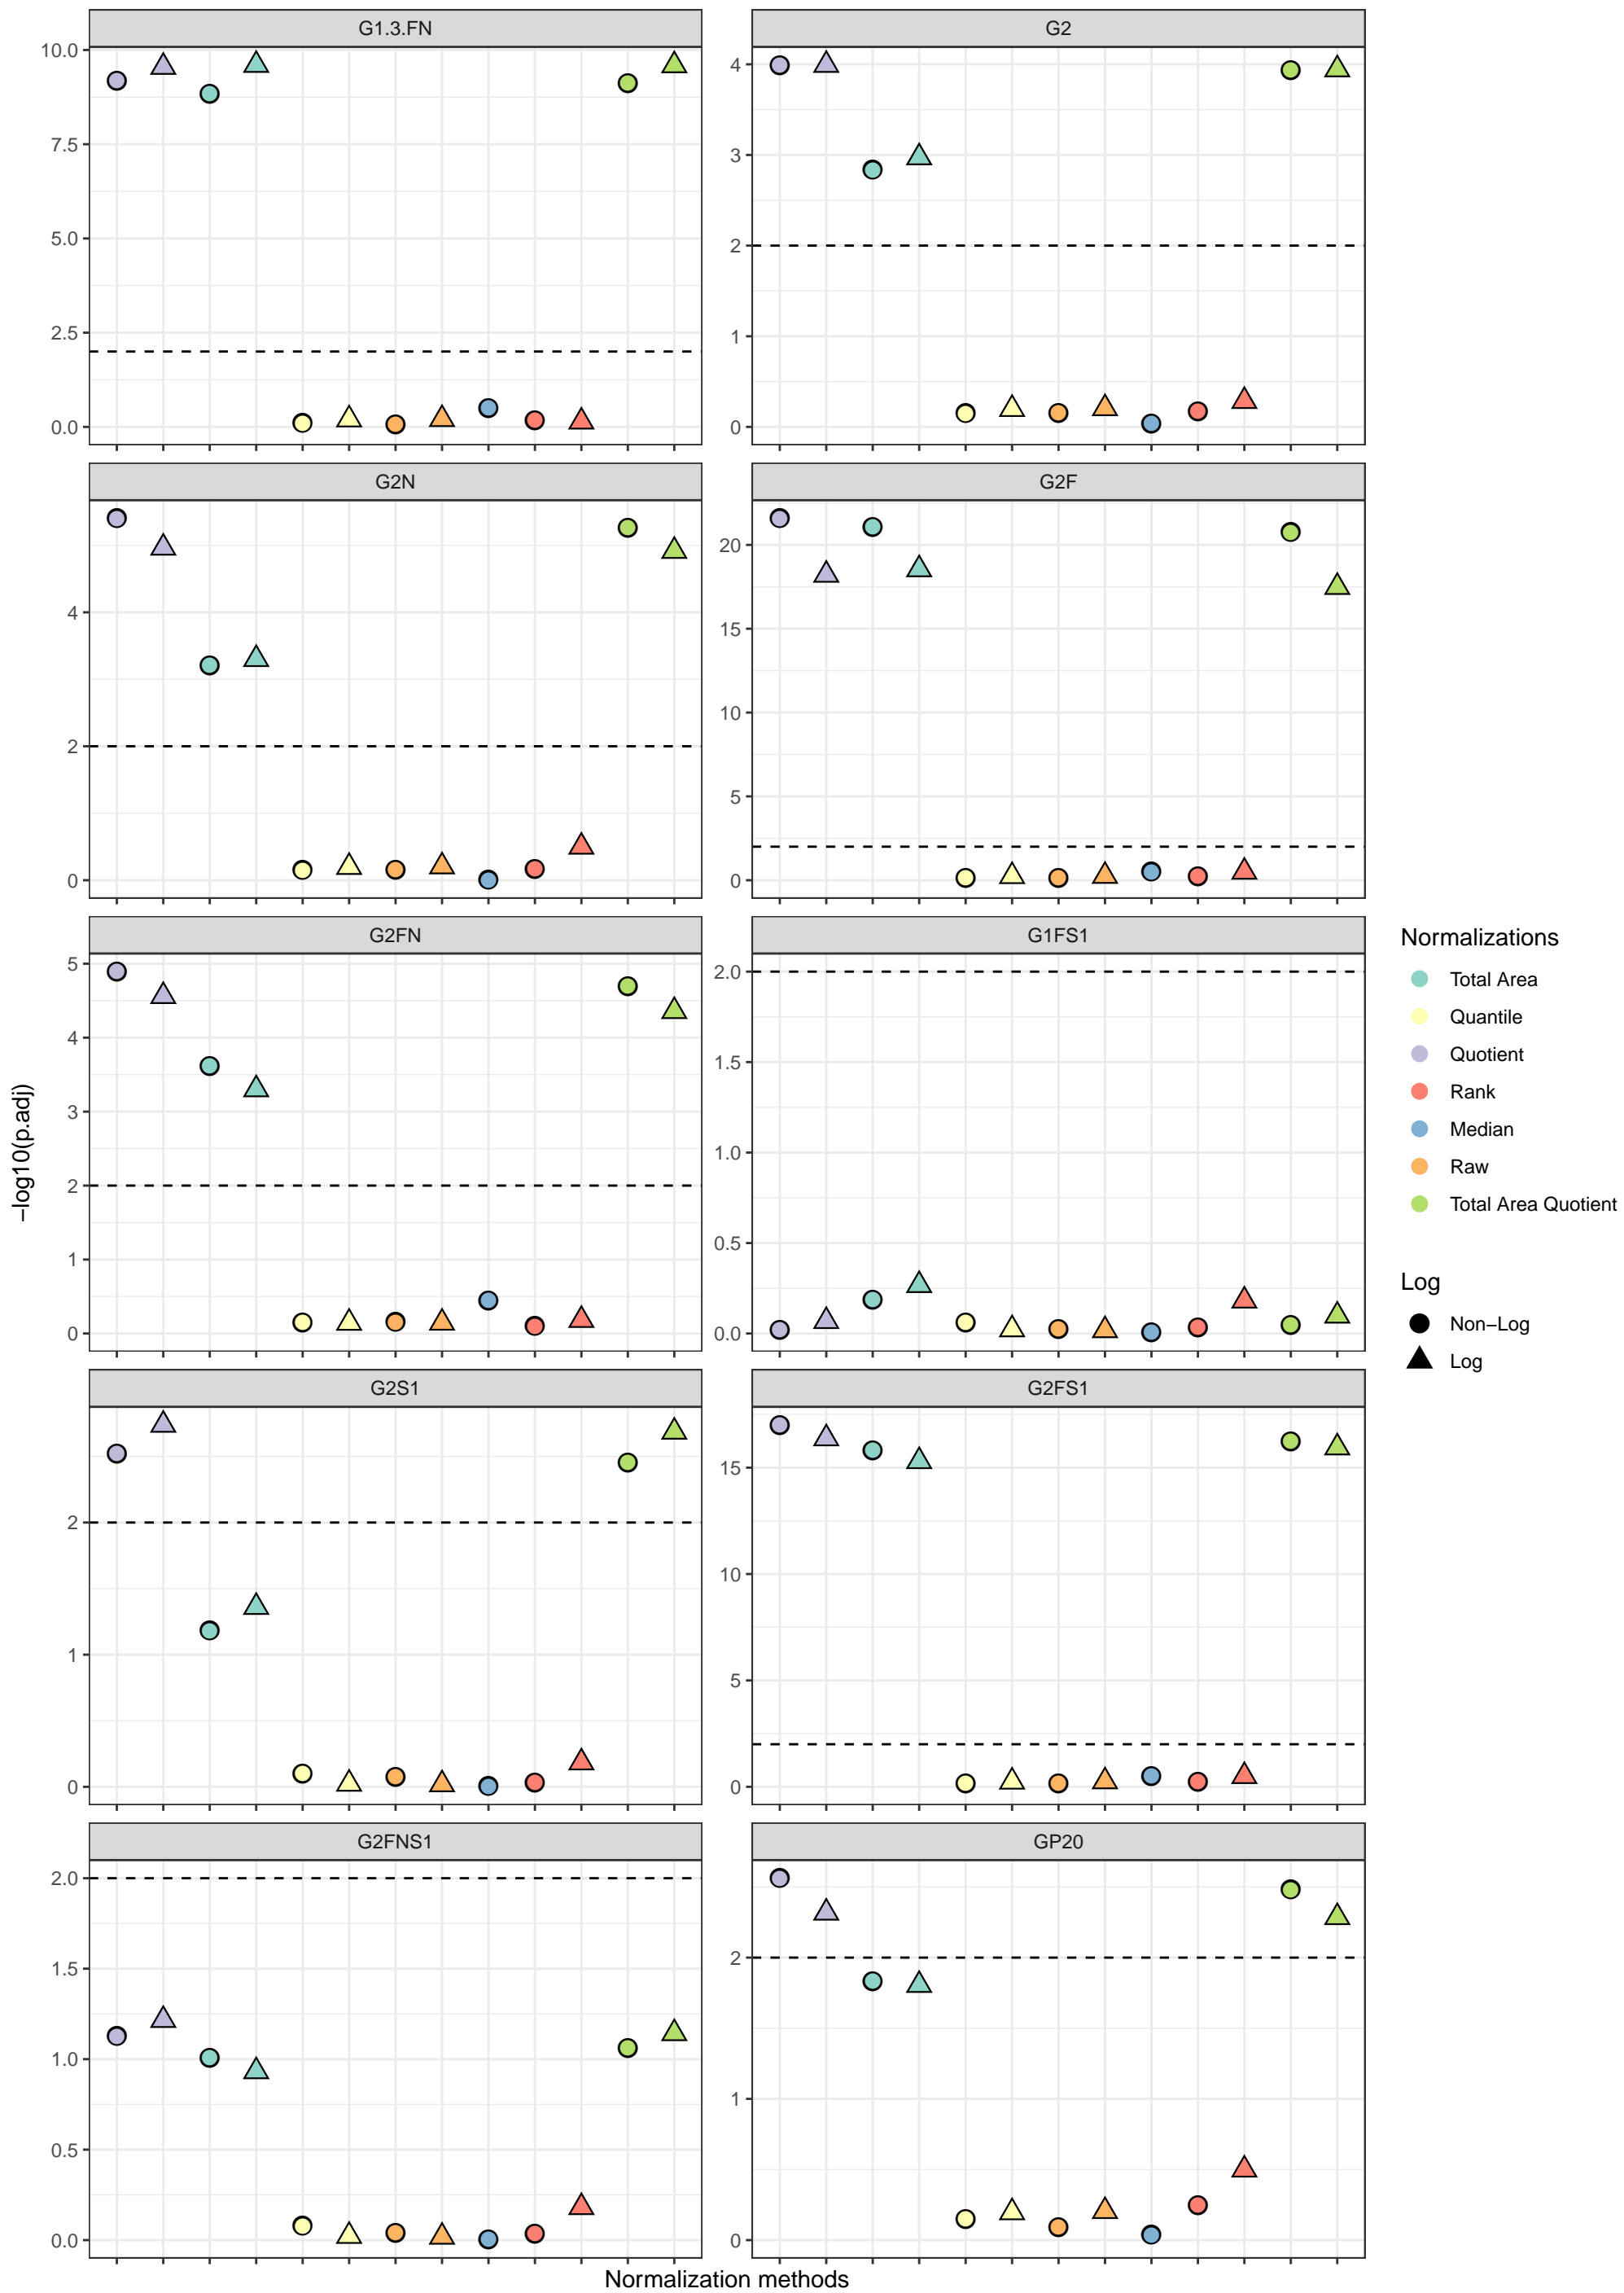 G1.3.FN
10.0
7.5
5.0
2.5
0.0
G2
4
3
2
1
0
G2N
4
2
0
G2F
20
15
10
5
0
G2FN
5
4
3
2
1
0
G1FS1
2.0
1.5
1.0
0.5
0.0
G2S1
2
1
0
G2FS1
15
10
5
0
G2FNS1
2.0
1.5
1.0
0.5
0.0
GP20
2
1
0
−log10(p.adj)
Normalization methods
Normalizations
Total Area
Quantile
Quotient
Rank
Median
Raw
Total Area Quotient
Log
Non−Log
Log